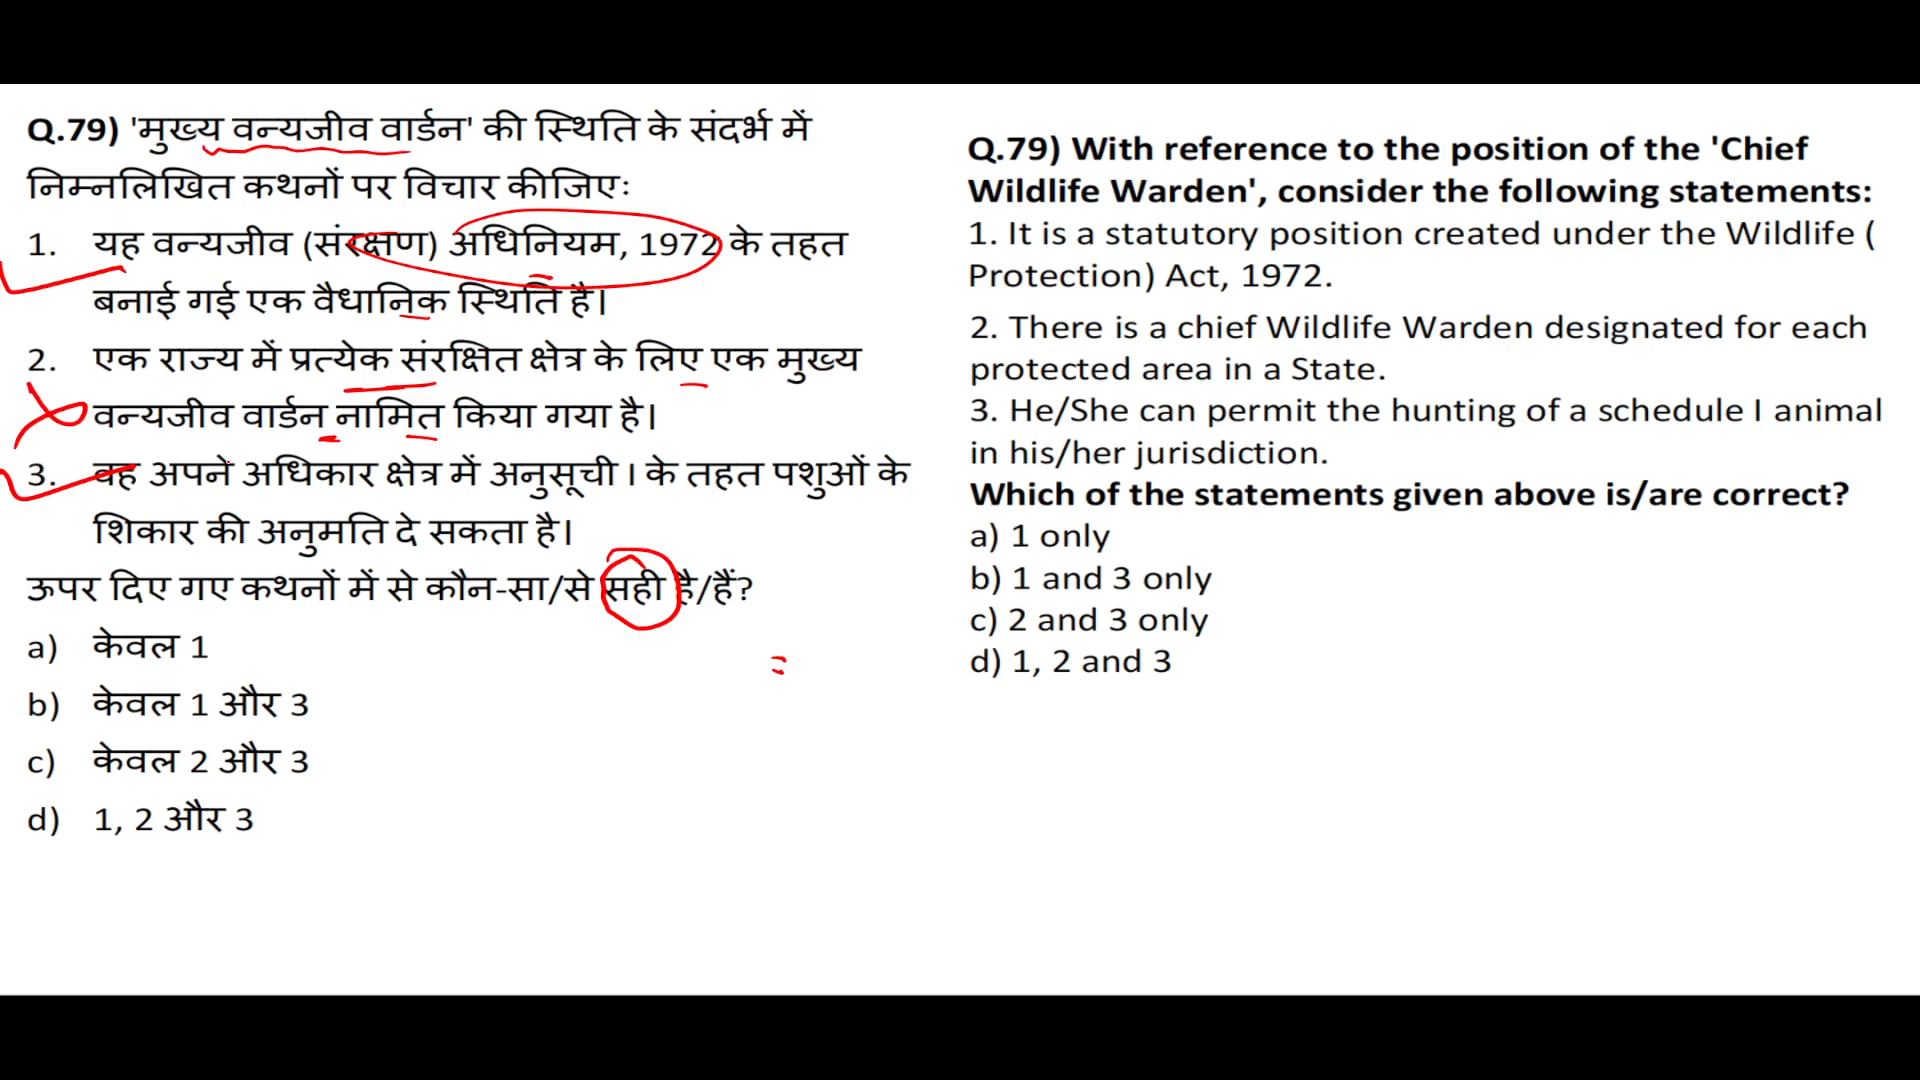 Q.79) 'मुख्य वन्यजीव वार्डन' की स्थिति के संदर्भ में
निम्नलिखित कथनों पर विचार कीजिएः
1. यह वन्यजीव (संरक्षण) अधिनियम, 1972 के तहत
बनाई गई एक वैधानिक स्थिति है।
2. एक राज्य में प्रत्येक संरक्षित क्षेत्र के लिए एक मुख्य
वन्यजीव वार्डन नामित किया गया है।
3. वह अपने अधिकार क्षेत्र में अनुसूची । के तहत पशुओं के
शिकार की अनुमति दे सकता है।
ऊपर दिए गए कथनों में से कौन-सा/से सही है/हैं?
a) केवल 1
b) केवल 1 और 3
c) केवल 2 और 3
d) 1, 2 और 3
Q.79) With reference to the position of the 'Chief
Wildlife Warden', consider the following statements:
1. It is a statutory position created under the Wildlife (
Protection) Act, 1972.
2. There is a chief Wildlife Warden designated for each
protected area in a State.
3. He/She can permit the hunting of a schedule I animal
in his/her jurisdiction.
Which of the statements given above is/are correct?
a) 1 only
b) 1 and 3 only
c) 2 and 3 only
d) 1, 2 and 3